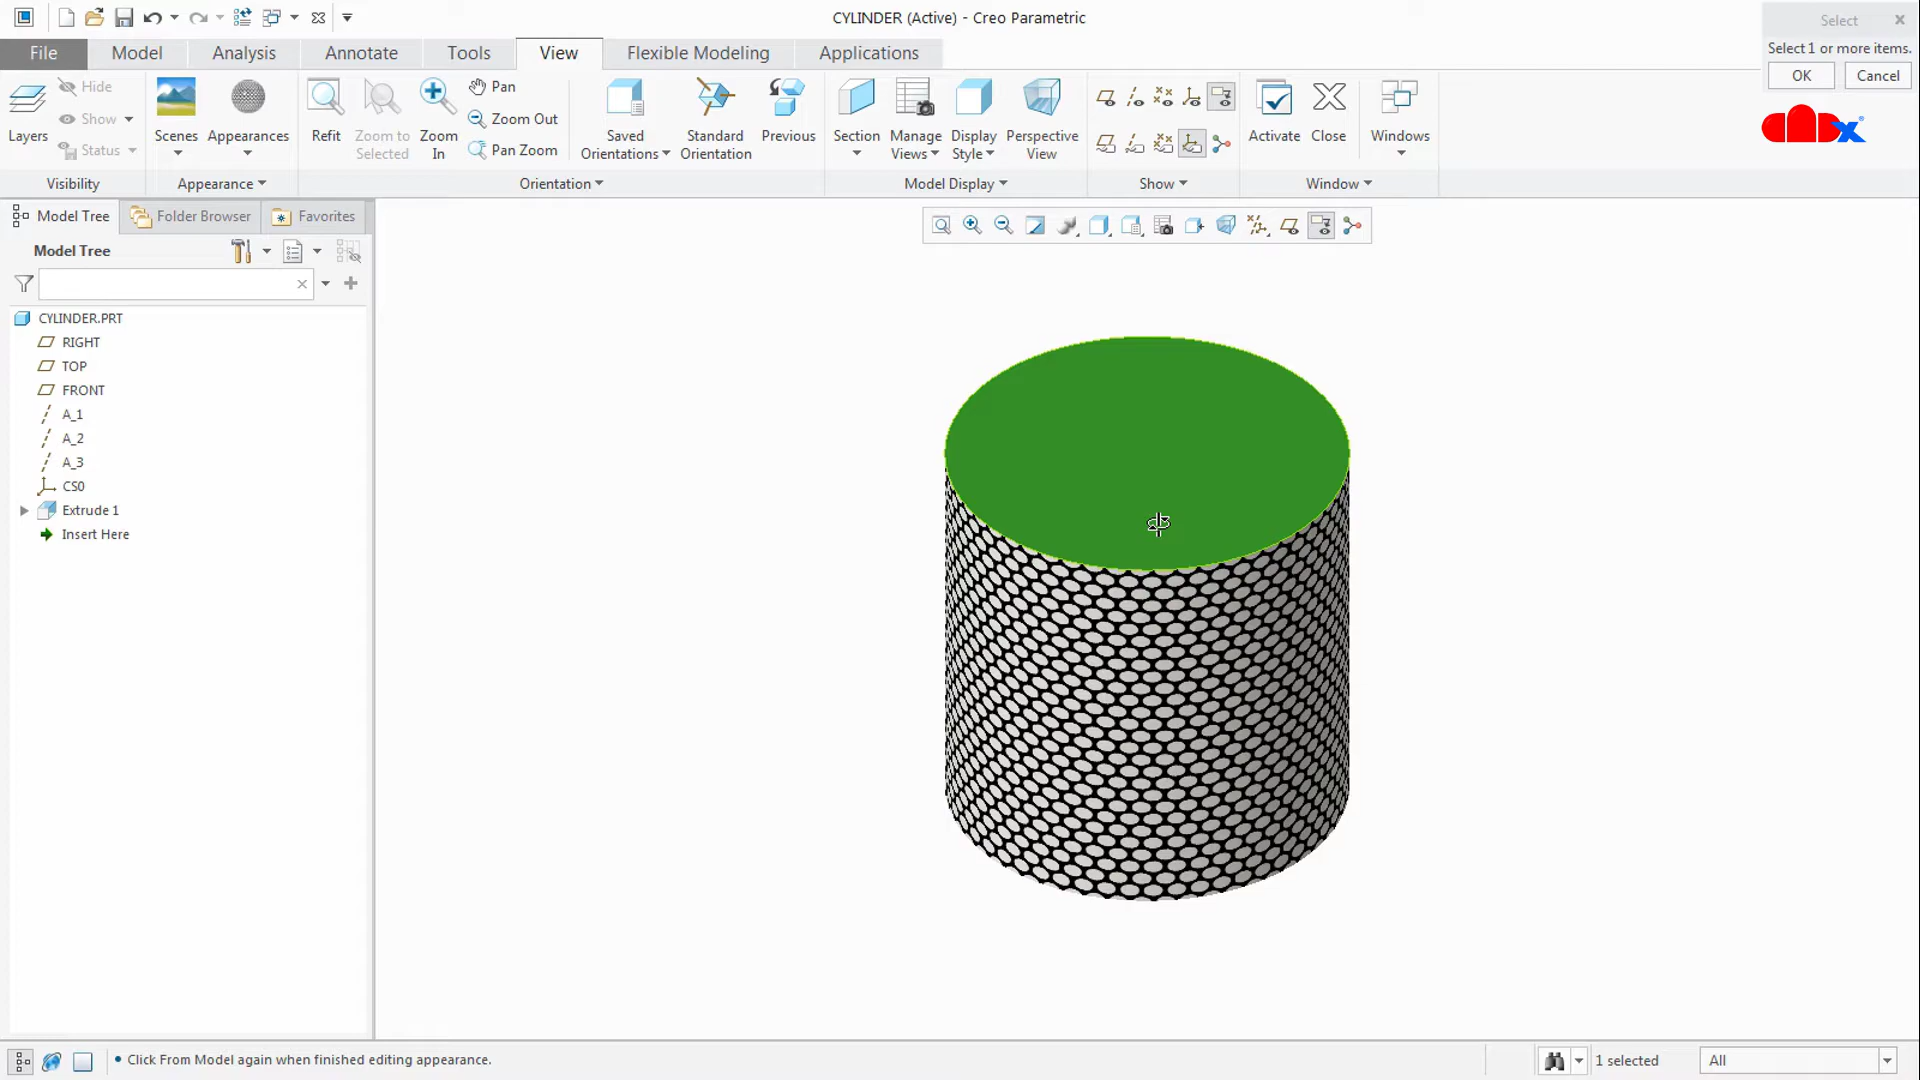 CYLINDER (Active) - Creo Parametric
Select
Select 1 or more items.
OK
Cancel
File
Model
Analysis
Annotate
Tools
View
Flexible Modeling
Applications
Layers
Hide
Show
Status
Visibility
Scenes
Appearances
Appearance
Refit
Zoom to
Selected
Zoom
In
Pan
Zoom Out
Pan Zoom
Saved
Orientations
Standard
Orientation
Previous
Orientation
Section
Manage
Views
Display
Style
Perspective
View
Model Display
Show
Activate
Close
Windows
Window
Model Tree
Folder Browser
Favorites
Model Tree
CYLINDER.PRT
RIGHT
TOP
FRONT
A_1
A_2
A_3
CS0
Extrude 1
Insert Here
Click From Model again when finished editing appearance.
1 selected
All